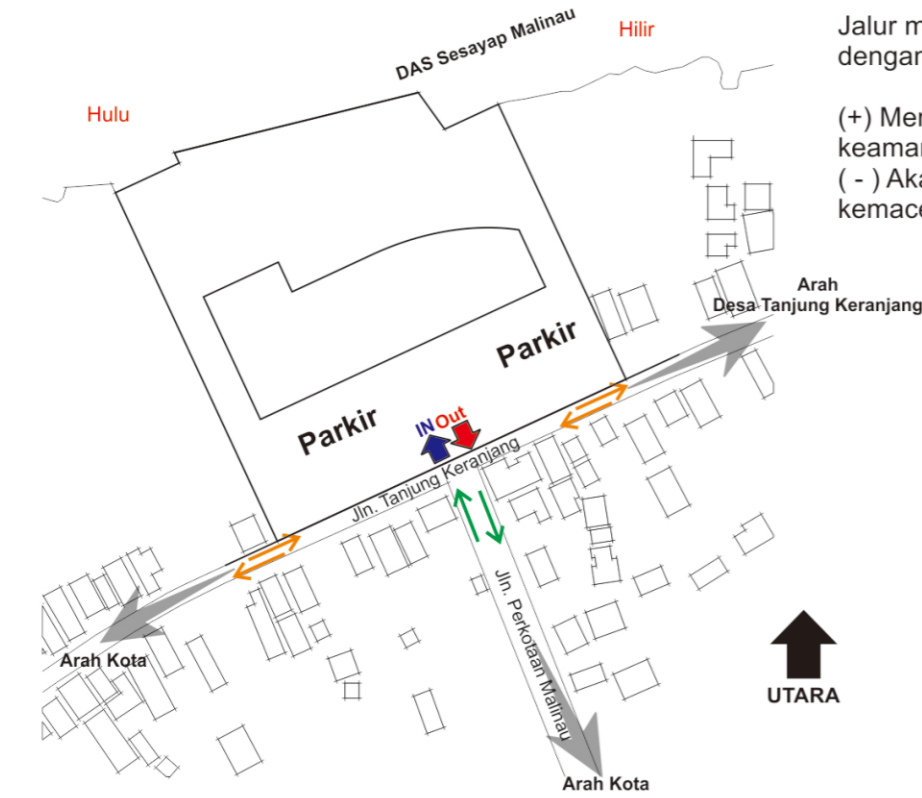 DAS Sesayap Malinau
Hilir
Hulu
Jalur m
dengan
(+) Mer
keamar
( - ) Aka
kemace
Arah
Desa Tanjung Keranjang
Parkir
Parkir
IN Out
Jln. Tanjung Keranjang
Jln. Perkotaan Malinau
Arah Kota
UTARA
Arah Kota